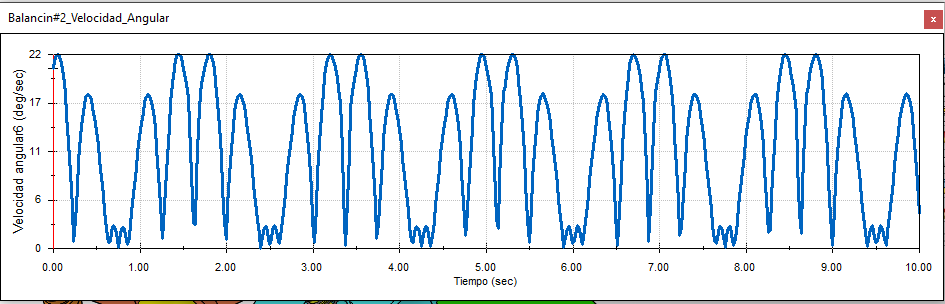 Balancin#2_Velocidad_Angular
x
Velocidad angular6 (deg/sec)
22
17
11
6
0
0.00 1.00 2.00 3.00 4.00 5.00 6.00 7.00 8.00 9.00 10.00
Tiempo (sec)